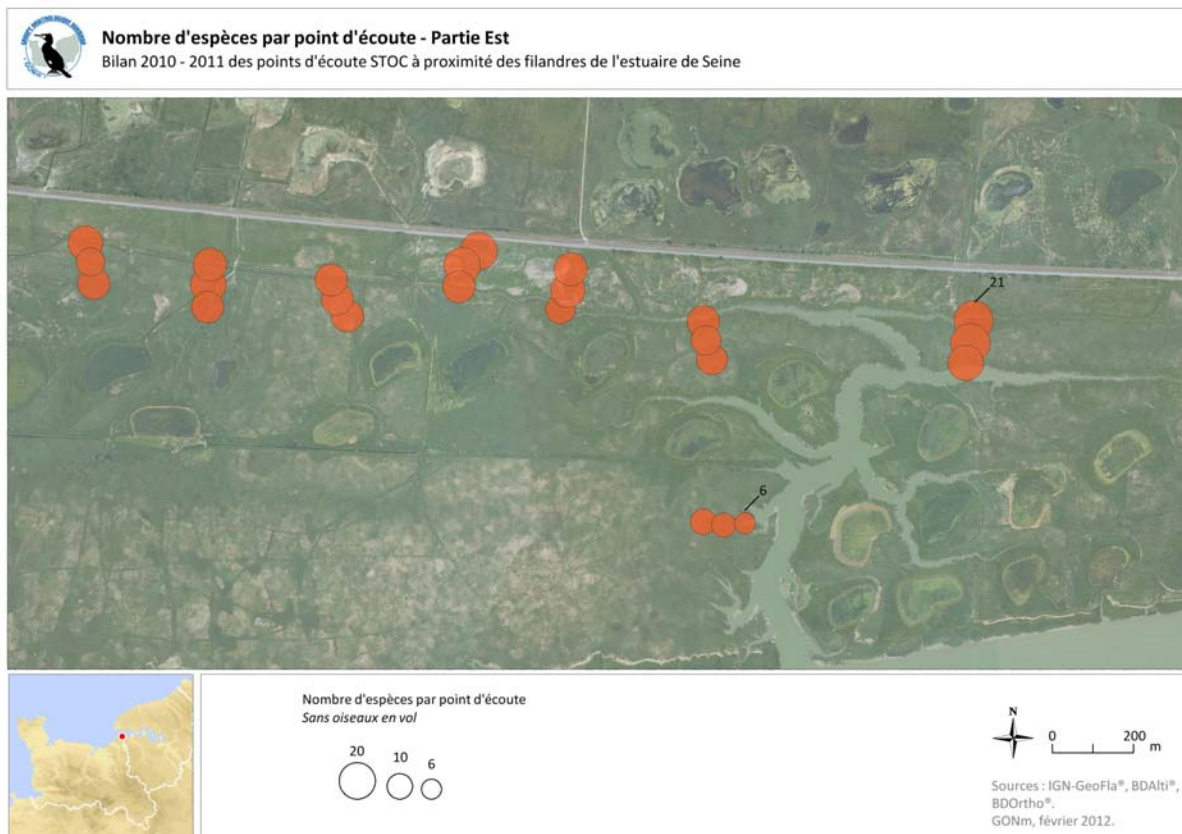 Nombre d'espèces par point d'écoute - Partie Est
Bilan 2010 - 2011 des points d'écoute STOC à proximité des filandres de l'estuaire de Seine
21
6
Nombre d'espèces par point d'écoute
Sans oiseaux en vol
20 10 6
N
0 200
m
Sources : IGN-GeoFla®, BDAlti®,
BDOrtho®.
GONm, février 2012.